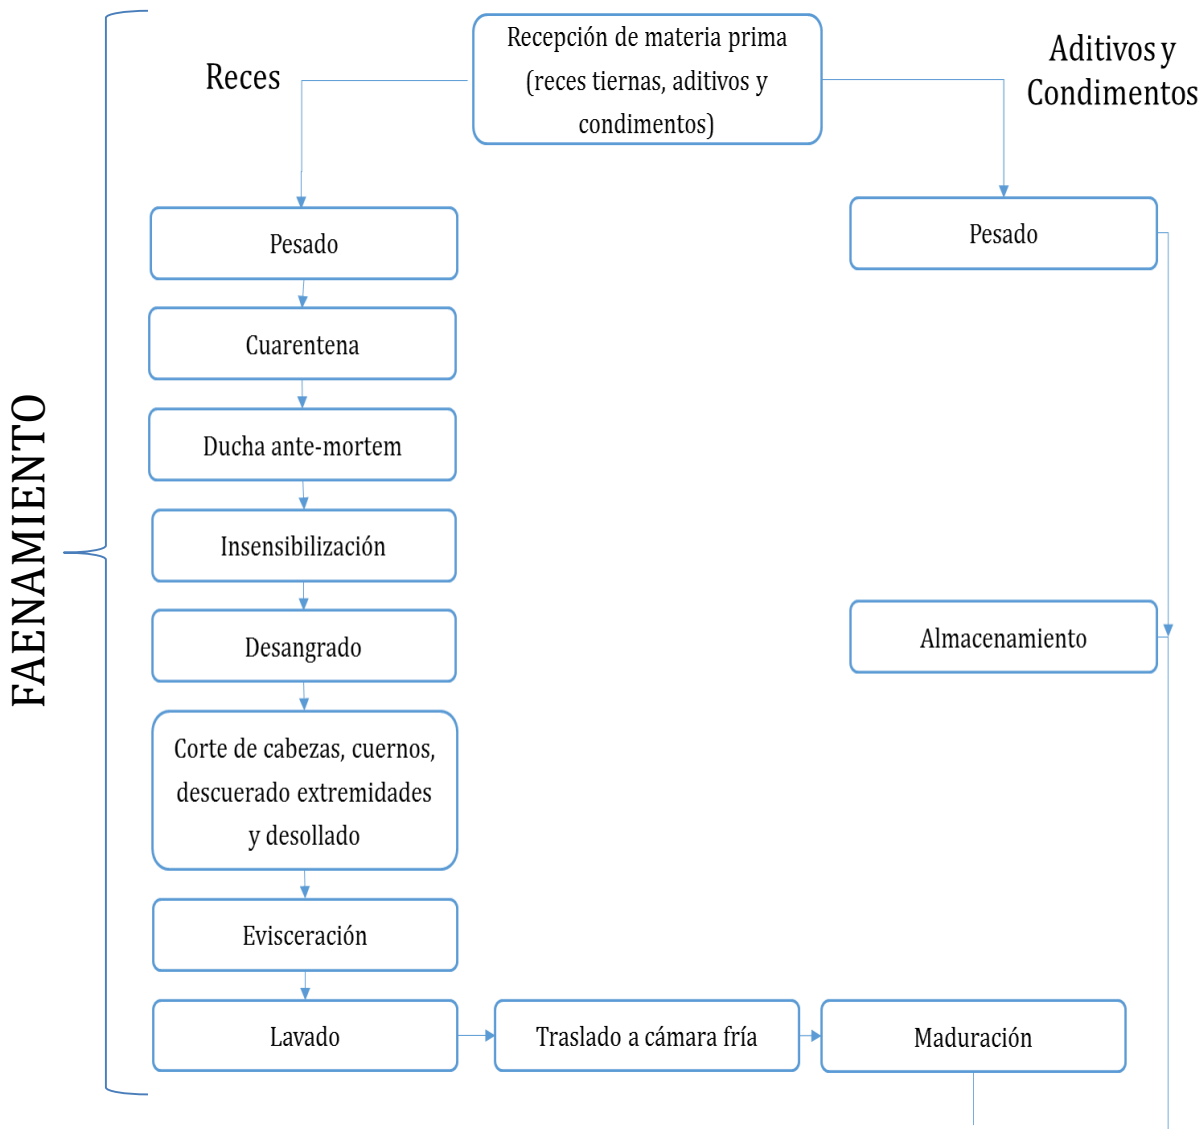 Recepción de materia prima
(reces tiernas, aditivos y
condimentos)
Reces
Aditivos y
Condimentos
FAENAMIENTO
Pesado
Cuarentena
Ducha ante-mortem
Insensibilización
Desangrado
Corte de cabezas, cuernos,
descuerado extremidades
y desollado
Evisceración
Lavado
Traslado a cámara fría
Maduración
Pesado
Almacenamiento